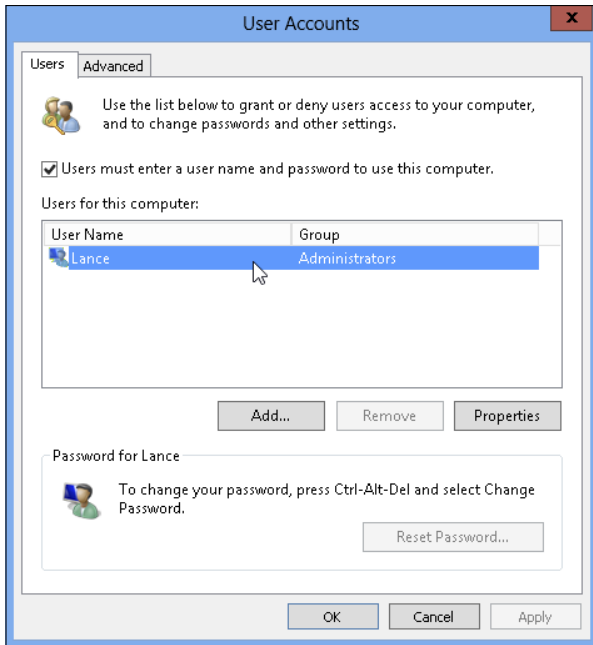 User Accounts
x
Users Advanced
Use the list below to grant or deny users access to your computer,
and to change passwords and other settings.
Users must enter a user name and password to use this computer.
Users for this computer:
User Name Group
Lance Administrators
Add... Remove Properties
Password for Lance
To change your password, press Ctrl-Alt-Del and select Change
Password.
Reset Password...
OK Cancel Apply